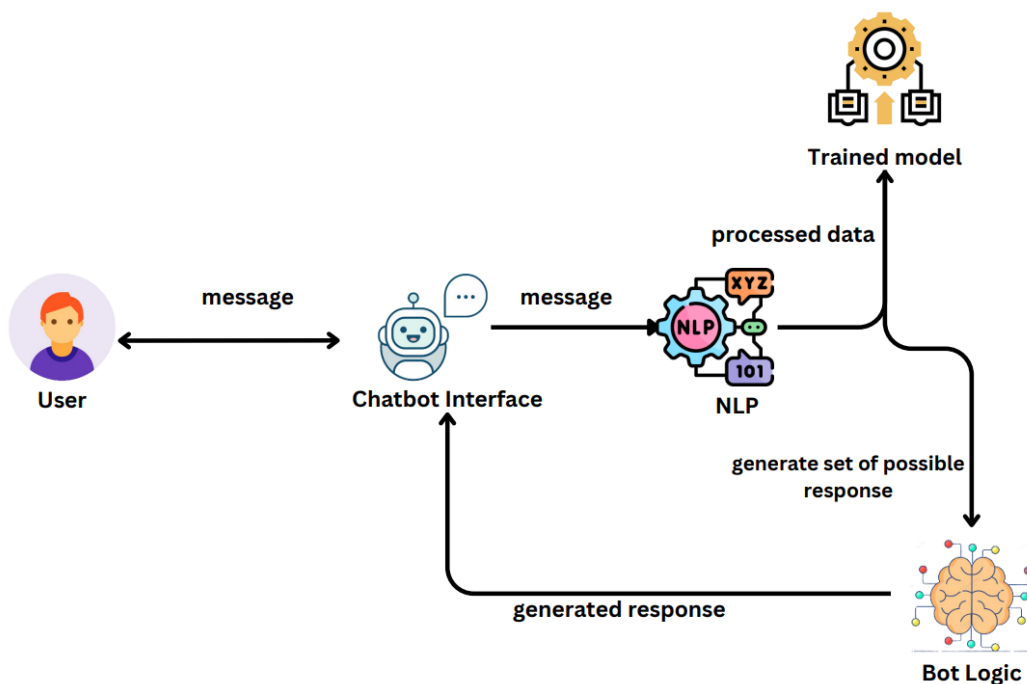 Trained model
processed data
message
message
XYZ
NLP
101
User
Chatbot Interface
NLP
generate set of possible
response
generated response
Bot Logic